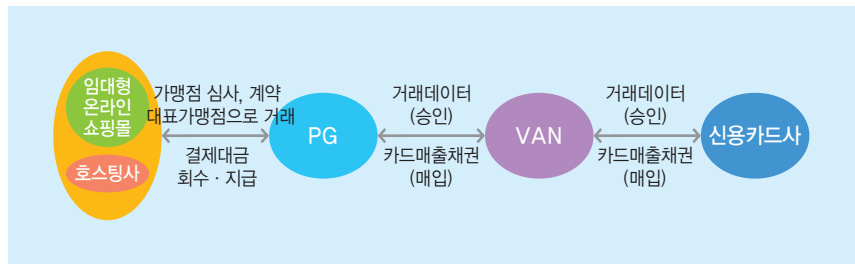 임대형
온라인
쇼핑몰
호스팅사
가맹점 심사, 계약
대표가맹점으로 거래
결제대금
회수 · 지급
PG
거래데이터
(승인)
카드매출채권
(매입)
VAN
거래데이터
(승인)
카드매출채권
(매입)
신용카드사